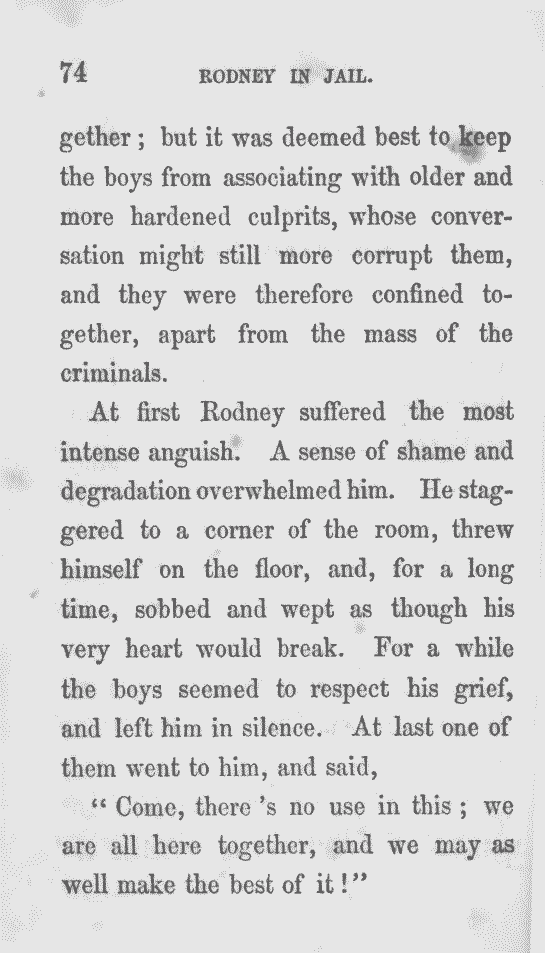 74 RODNEY IN JAIL.
gether ; but it was deemed best to keep
the boys from associating with older and
more hardened culprits, whose conver-
sation might still more corrupt them,
and they were therefore confined to-
gether, apart from the mass of the
criminals.
At first Rodney suffered the most
intense anguish. A sense of shame and
degradation overwhelmed him. He stag-
gered to a corner of the room, threw
himself on the floor, and, for a long
time, sobbed and wept as though his
very heart would break. For a while
the boys seemed to respect his grief,
and left him in silence. At last one of
them went to him, and said,
“ Come, there 's no use in this ; we
are all here together, and we may as
well make the best of it !”